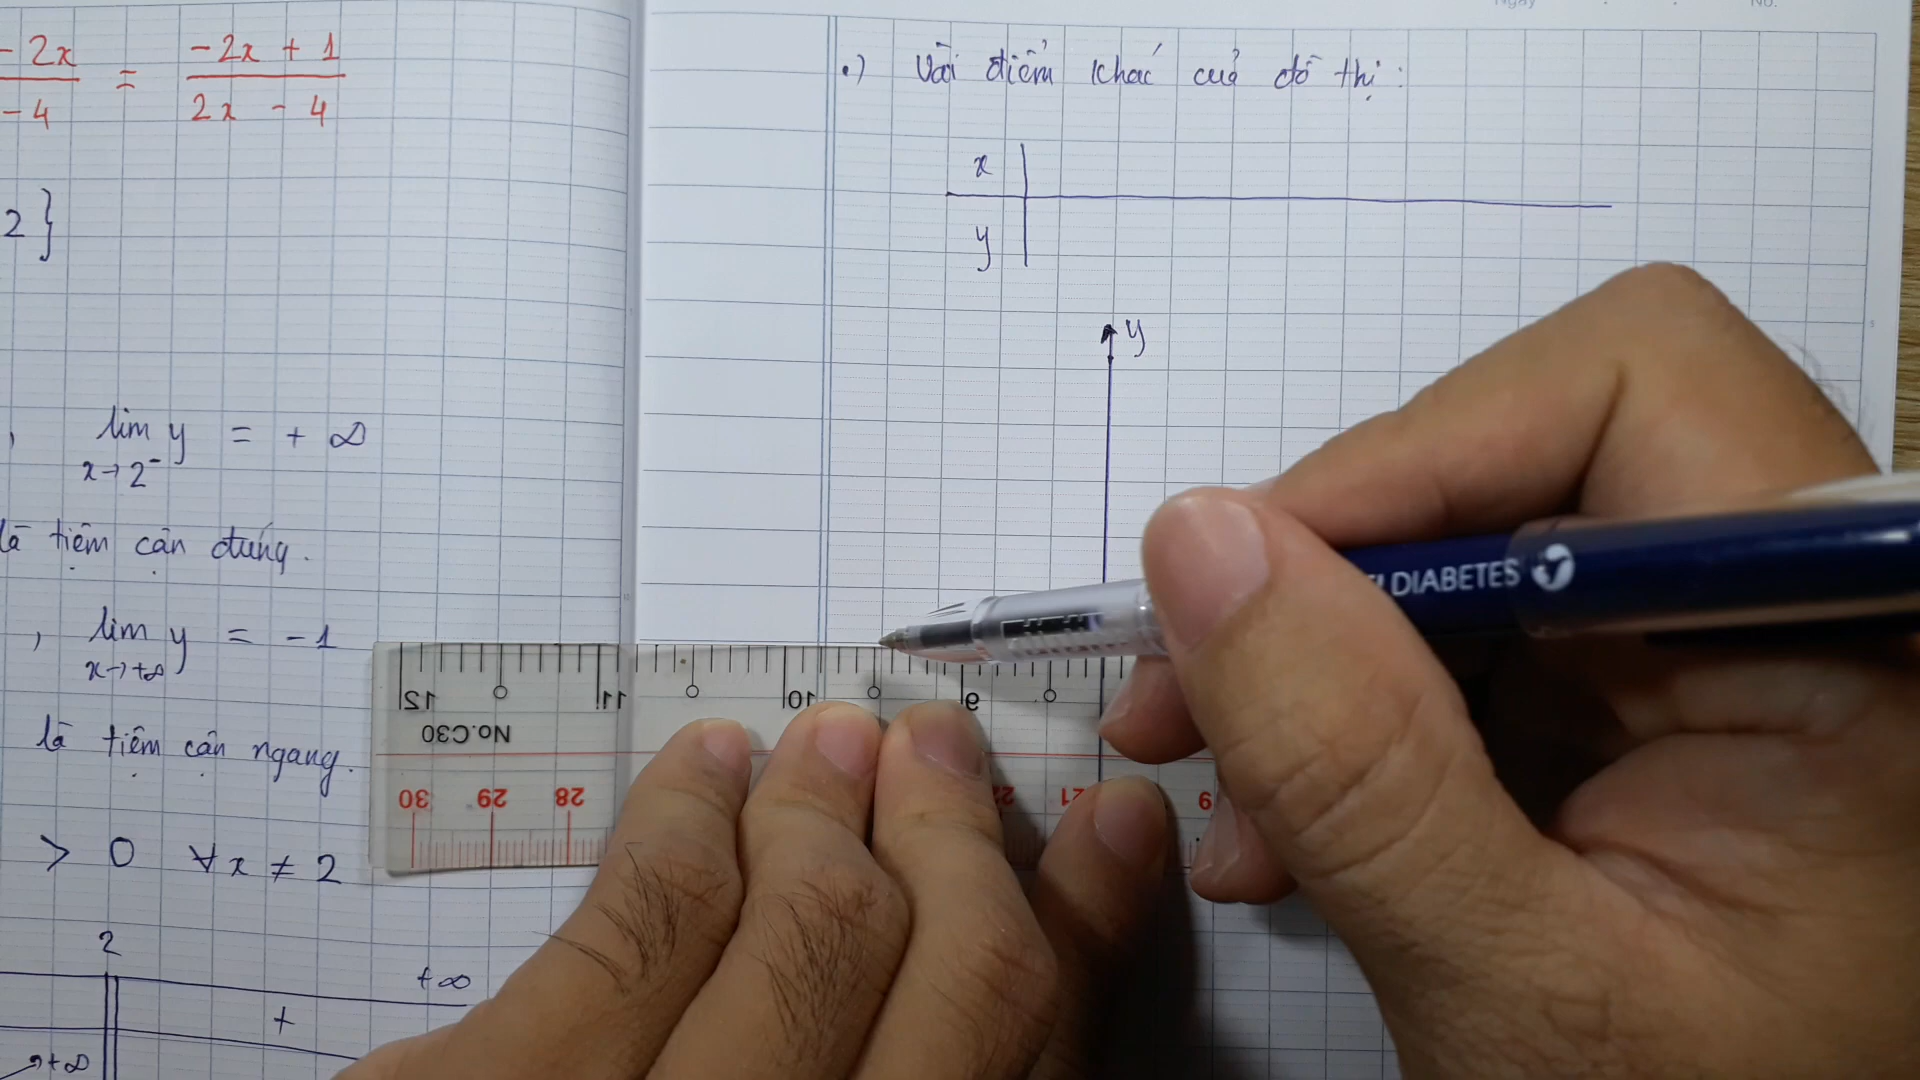 - 2x / - 4 = -2x + 1 / 2x - 4
2 }
, lim y = + ∞
x→2⁻
là tiệm cận đứng.
, lim y = -1
x→+∞
là tiệm cận ngang.
> 0 ∀x ≠ 2
2
+∞
+
+∞
•) Vài điểm khác của đồ thị:
x
y
y
DIABETES
12 11 10 9
No.C30
30 29 28